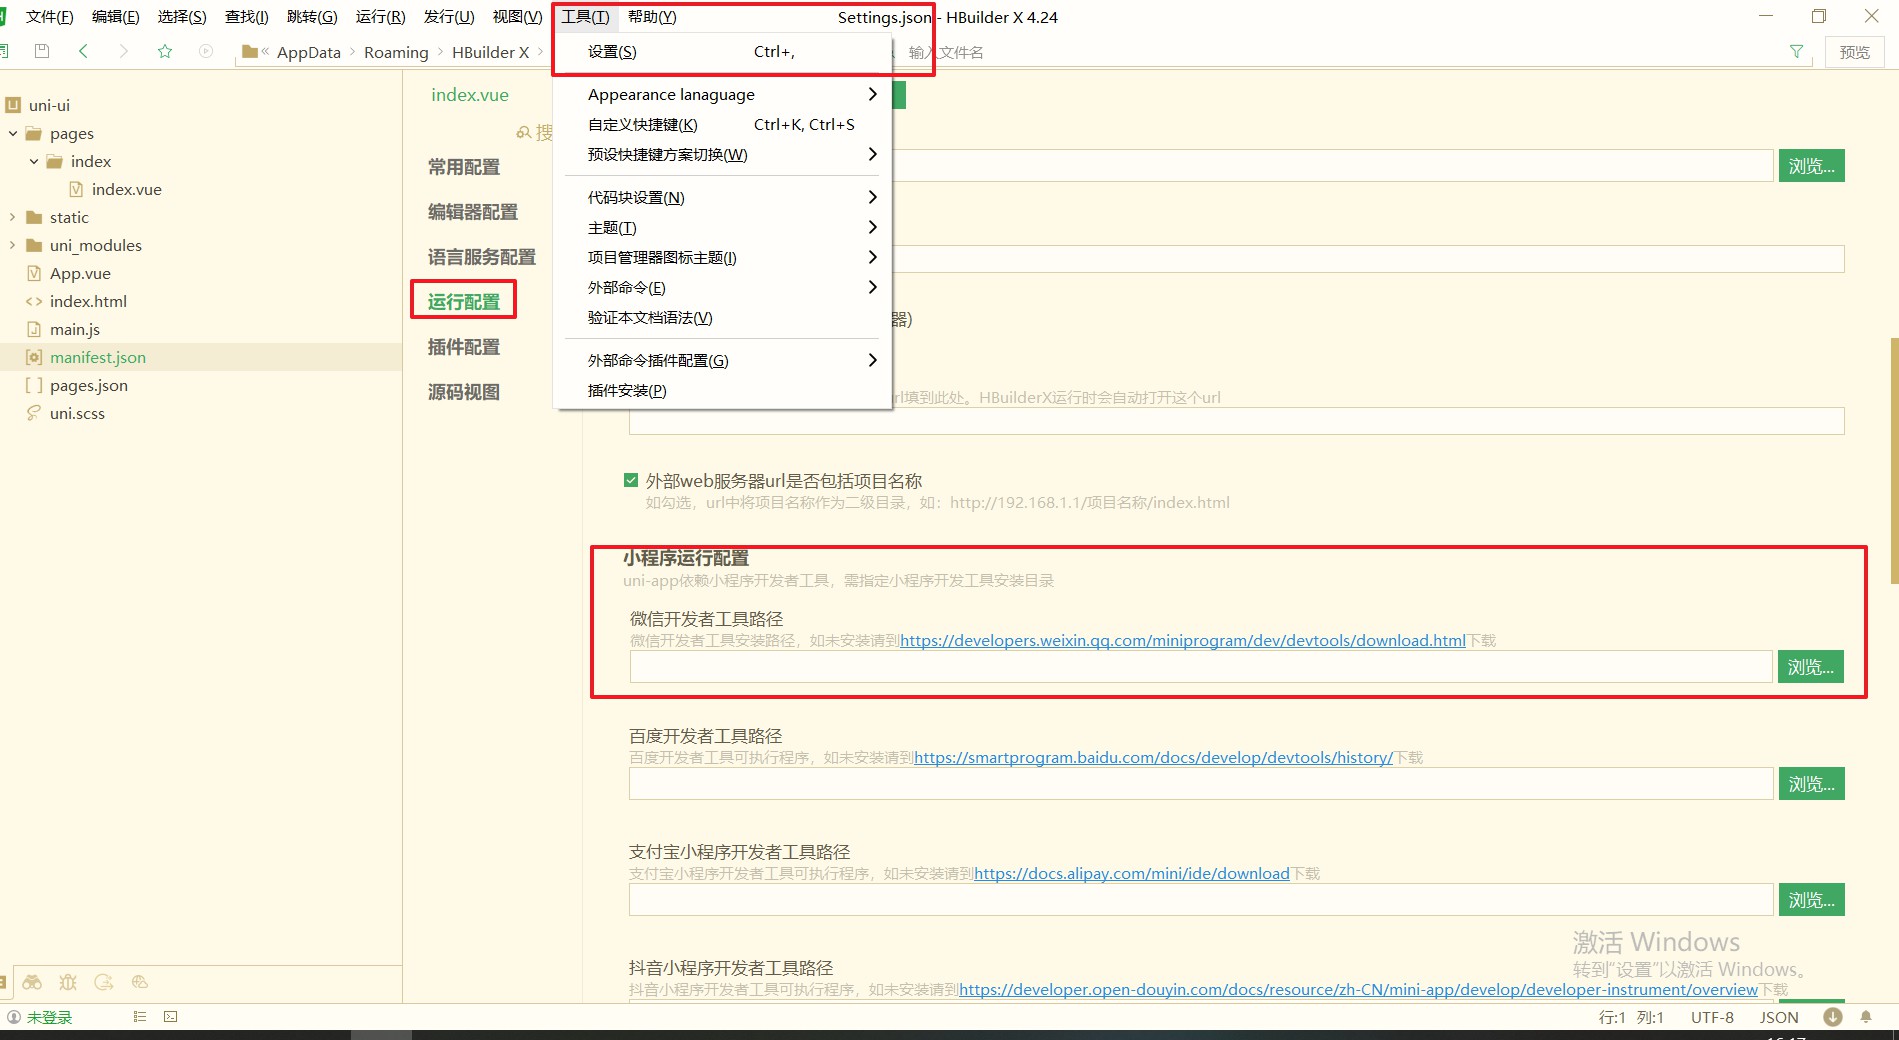 文件(F) 编辑(E) 选择(S) 查找(I) 跳转(G) 运行(R) 发行(U) 视图(V) 工具(T) 帮助(Y) Settings.json - HBuilder X 4.24
AppData > Roaming > HBuilder X > 输入文件名 预览
设置(S) Ctrl+,
Appearance lanaguage
自定义快捷键(K) Ctrl+K, Ctrl+S
预设快捷键方案切换(W)
代码块设置(N)
主题(T)
项目管理器图标主题(I)
外部命令(E)
验证本文档语法(V)
外部命令插件配置(G)
插件安装(P)
uni-ui
pages
index
index.vue
static
uni_modules
App.vue
index.html
main.js
manifest.json
pages.json
uni.scss
index.vue
搜
常用配置
编辑器配置
语言服务配置
运行配置
插件配置
源码视图
浏览...
器)
rl填到此处。HBuilderX运行时会自动打开这个url
外部web服务器url是否包括项目名称
如勾选，url中将项目名称作为二级目录，如：http://192.168.1.1/项目名称/index.html
小程序运行配置
uni-app依赖小程序开发者工具，需指定小程序开发工具安装目录
微信开发者工具路径
微信开发者工具安装路径，如未安装请到https://developers.weixin.qq.com/miniprogram/dev/devtools/download.html下载
浏览...
百度开发者工具路径
百度开发者工具可执行程序，如未安装请到https://smartprogram.baidu.com/docs/develop/devtools/history/下载
浏览...
支付宝小程序开发者工具路径
支付宝小程序开发者工具可执行程序，如未安装请到https://docs.alipay.com/mini/ide/download下载
浏览...
抖音小程序开发者工具路径
抖音小程序开发者工具可执行程序，如未安装请到https://developer.open-douyin.com/docs/resource/zh-CN/mini-app/develop/developer-instrument/overview下载
激活 Windows
转到"设置"以激活 Windows。
未登录 行:1 列:1 UTF-8 JSON